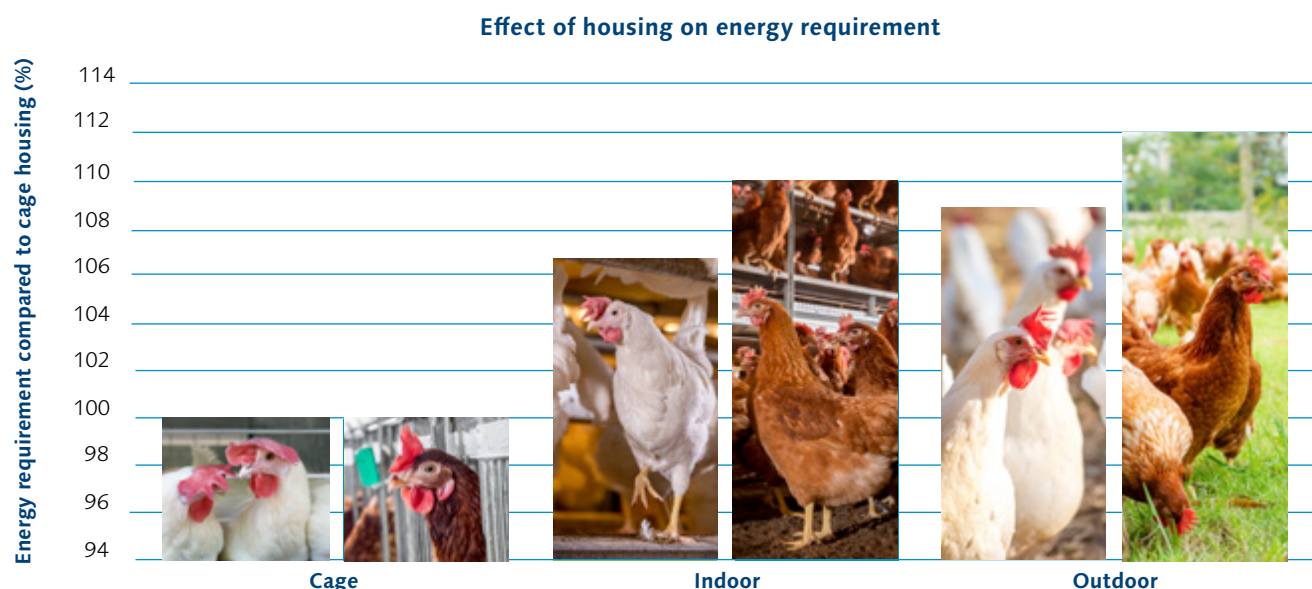 Effect of housing on energy requirement
Energy requirement compared to cage housing (%)
114
112
110
108
106
104
102
100
98
96
94
Cage
Indoor
Outdoor